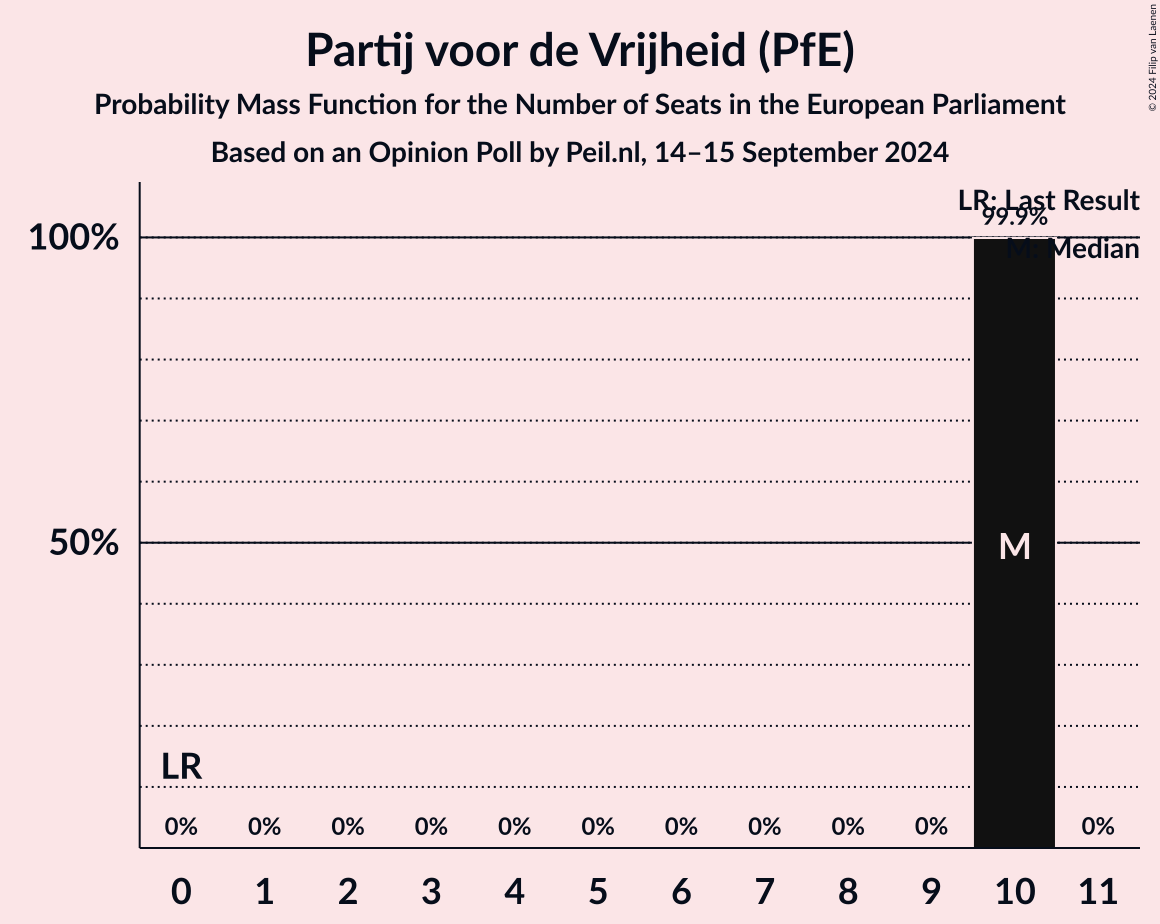 Partij voor de Vrijheid (PfE)
Probability Mass Function for the Number of Seats in the European Parliament
Based on an Opinion Poll by Peil.nl, 14–15 September 2024
© 2024 Filip van Laenen
LR: Last Result
99.9%
100%
M: Median
50%
M
LR
0% 0% 0% 0% 0% 0% 0% 0% 0% 0% 0%
0 1 2 3 4 5 6 7 8 9 10 11